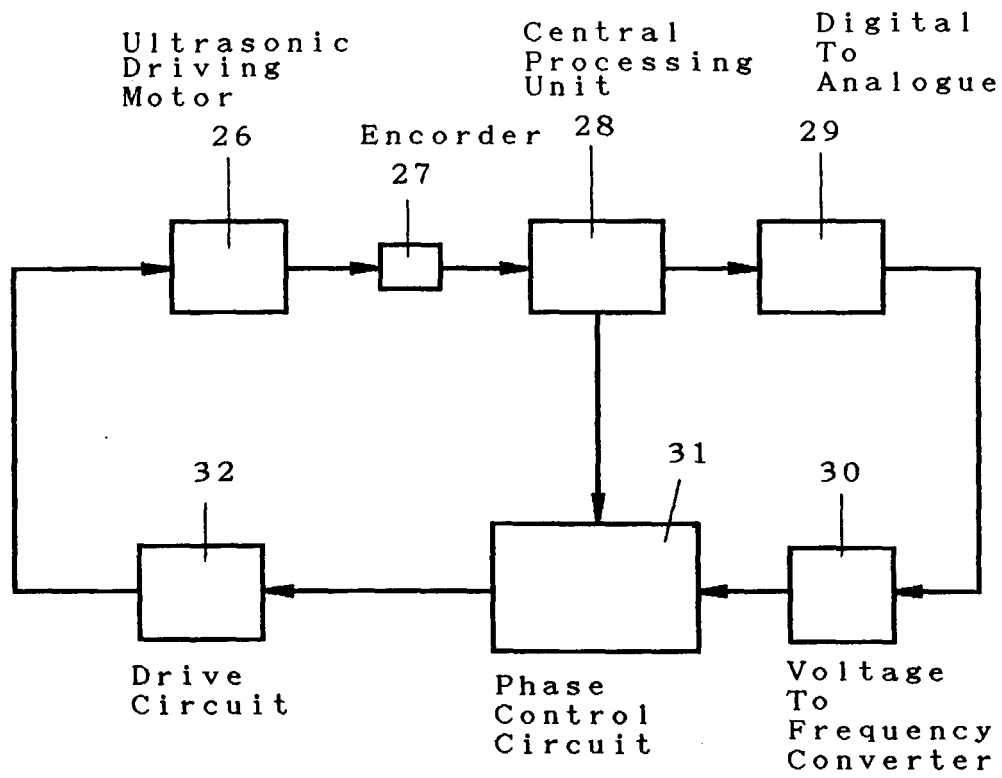 Ultrasonic
Driving
Motor
26
Encorder
27
Central
Processing
Unit
28
Digital
To
Analogue
29
32
31
30
Drive
Circuit
Phase
Control
Circuit
Voltage
To
Frequency
Converter